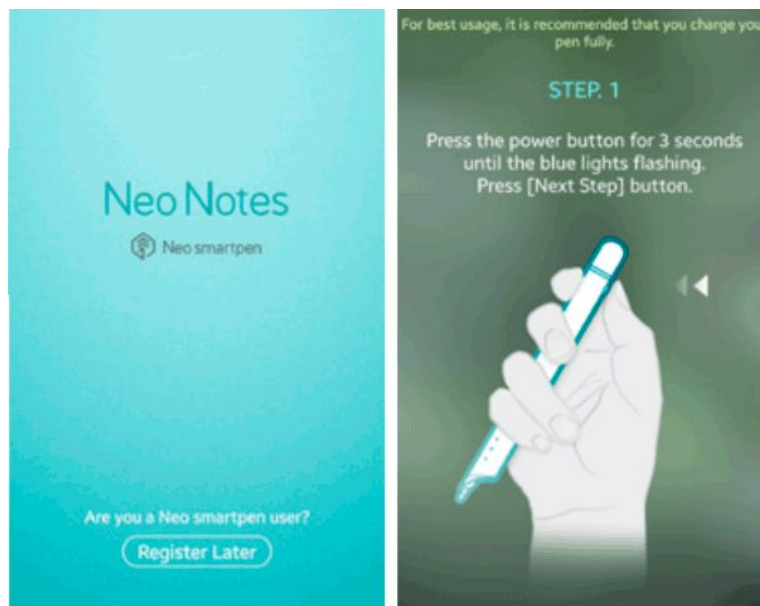 Neo Notes
Neo smartpen
Are you a Neo smartpen user?
Register Later
For best usage, it is recommended that you charge you
pen fully.
STEP. 1
Press the power button for 3 seconds
until the blue lights flashing.
Press [Next Step] button.